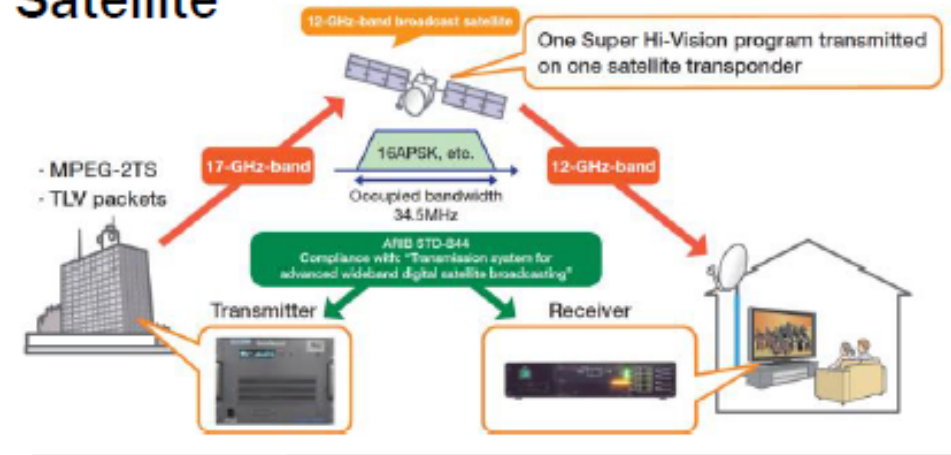 Satellite
12-GHz-band broadcast satellite
One Super Hi-Vision program transmitted
on one satellite transponder
- MPEG-2TS
- TLV packets
17-GHz-band
16APSK, etc.
12-GHz-band
Occupied bandwidth
34.5MHz
ARIB STD-B44
Compliance with: "Transmission system for
advanced wideband digital satellite broadcasting"
Transmitter
Receiver